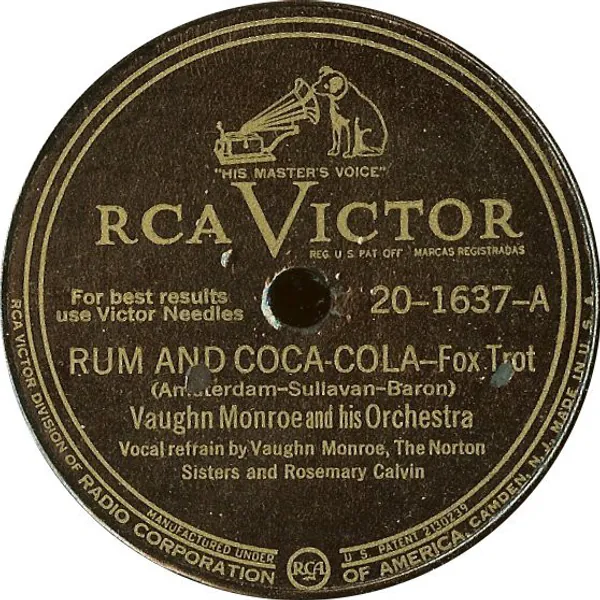 "HIS MASTER'S VOICE"
RCA VICTOR
REG. U. S. PAT. OFF. MARCAS REGISTRADAS
For best results
use Victor Needles
20-1637-A
RUM AND COCA-COLA-Fox Trot
(Amsterdam-Sullavan-Baron)
Vaughn Monroe and his Orchestra
Vocal refrain by Vaughn Monroe, The Norton
Sisters and Rosemary Calvin
MANUFACTURED UNDER U. S. PATENT 2130239
RCA VICTOR DIVISION OF RADIO CORPORATION OF AMERICA, CAMDEN, N. J., MADE IN U. S. A.
RCA